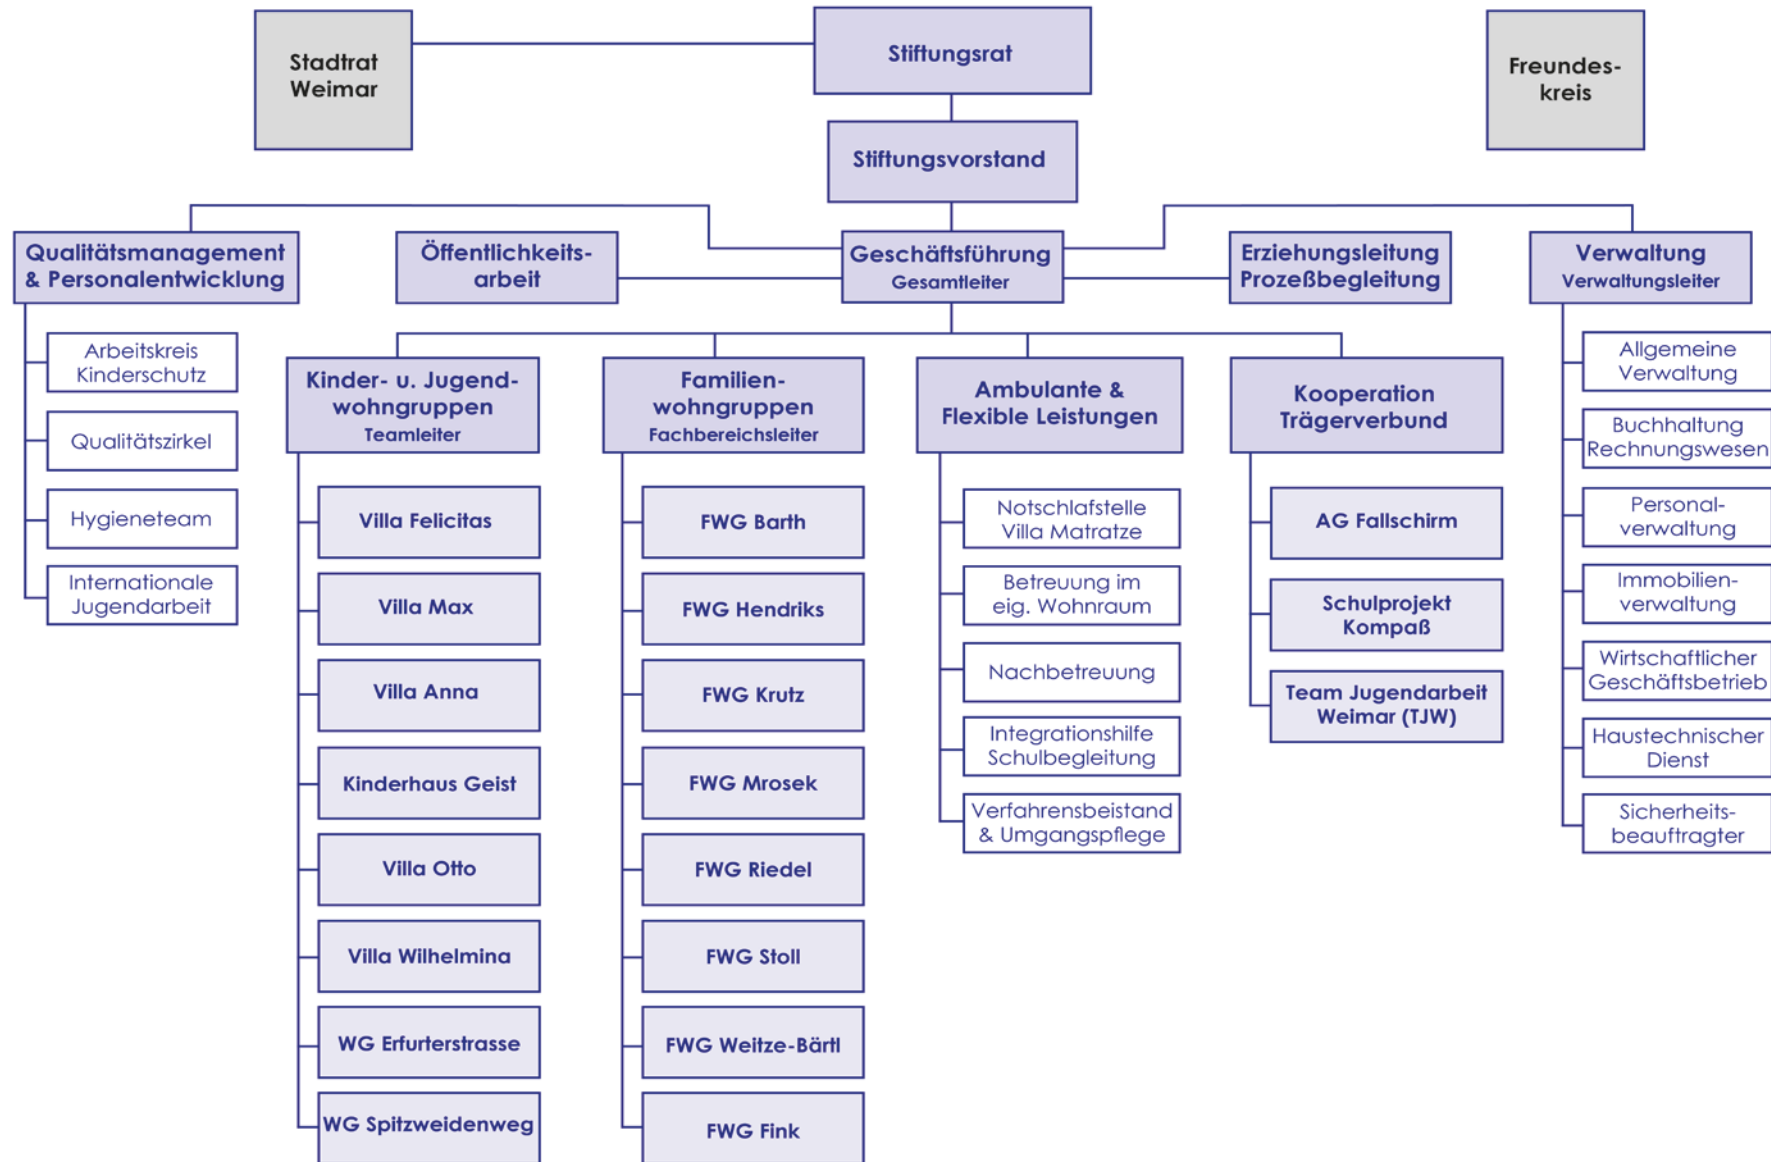 Stadtrat
Weimar
Stiftungsrat
Freundes-
kreis
Stiftungsvorstand
Qualitätsmanagement
& Personalentwicklung
Öffentlichkeits-
arbeit
Geschäftsführung
Gesamtleiter
Erziehungsleitung
Prozeßbegleitung
Verwaltung
Verwaltungsleiter
Arbeitskreis
Kinderschutz
Qualitätszirkel
Hygieneteam
Internationale
Jugendarbeit
Kinder- u. Jugend-
wohngruppen
Teamleiter
Villa Felicitas
Villa Max
Villa Anna
Kinderhaus Geist
Villa Otto
Villa Wilhelmina
WG Erfurterstrasse
WG Spitzweidenweg
Familien-
wohngruppen
Fachbereichsleiter
FWG Barth
FWG Hendriks
FWG Krutz
FWG Mrosek
FWG Riedel
FWG Stoll
FWG Weitze-Bärtl
FWG Fink
Ambulante &
Flexible Leistungen
Notschlafstelle
Villa Matratze
Betreuung im
eig. Wohnraum
Nachbetreuung
Integrationshilfe
Schulbegleitung
Verfahrensbeistand
& Umgangspflege
Kooperation
Trägerverbund
AG Fallschirm
Schulprojekt
Kompaß
Team Jugendarbeit
Weimar (TJW)
Allgemeine
Verwaltung
Buchhaltung
Rechnungswesen
Personal-
verwaltung
Immobilien-
verwaltung
Wirtschaftlicher
Geschäftsbetrieb
Haustechnischer
Dienst
Sicherheits-
beauftragter